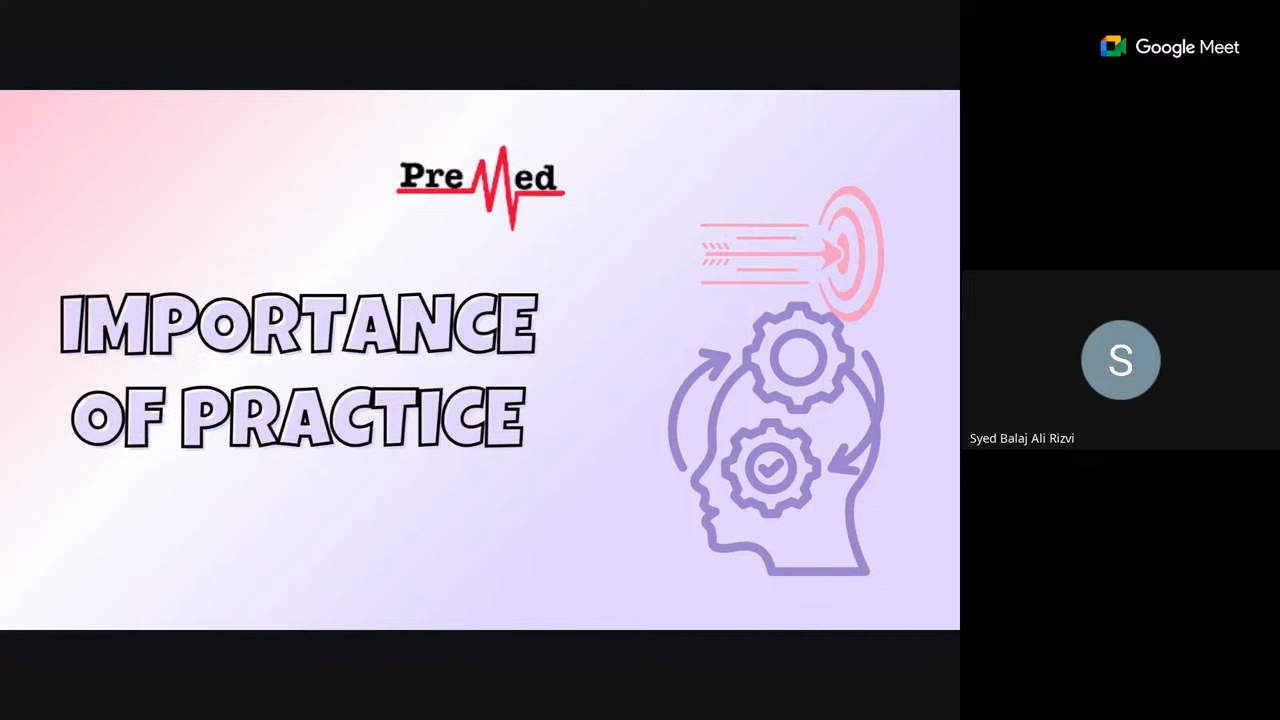 Google Meet
PreMed
IMPORTANCE
OF PRACTICE
S
Syed Balaj Ali Rizvi